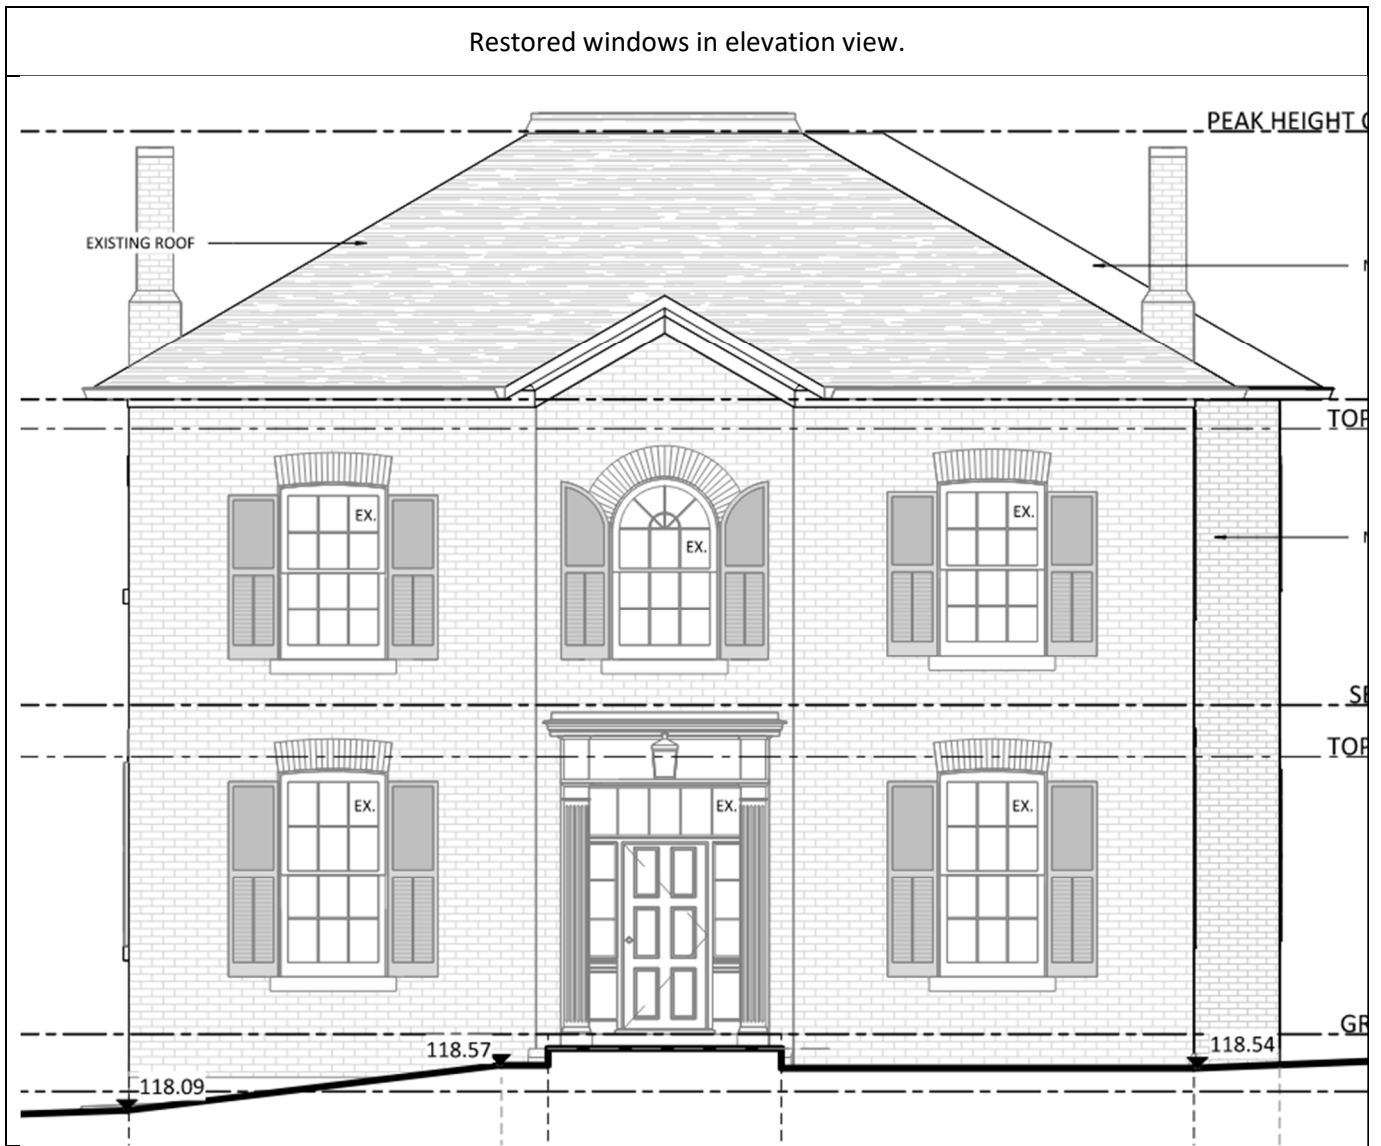 Restored windows in elevation view.
PEAK HEIGHT
EXISTING ROOF
TOP
EX.
EX.
EX.
TOP
EX.
EX.
EX.
118.57
118.54
118.09